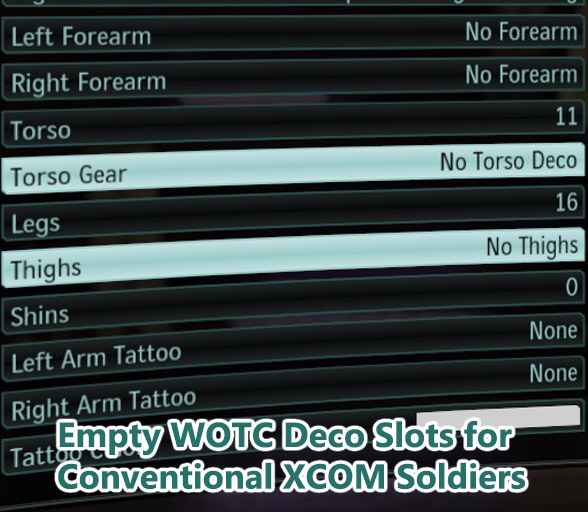 Left Forearm No Forearm
Right Forearm No Forearm
Torso 11
Torso Gear No Torso Deco
Legs 16
Thighs No Thighs
Shins 0
Left Arm Tattoo None
Right Arm Tattoo None
Tattoo
Empty WOTC Deco Slots for
Conventional XCOM Soldiers